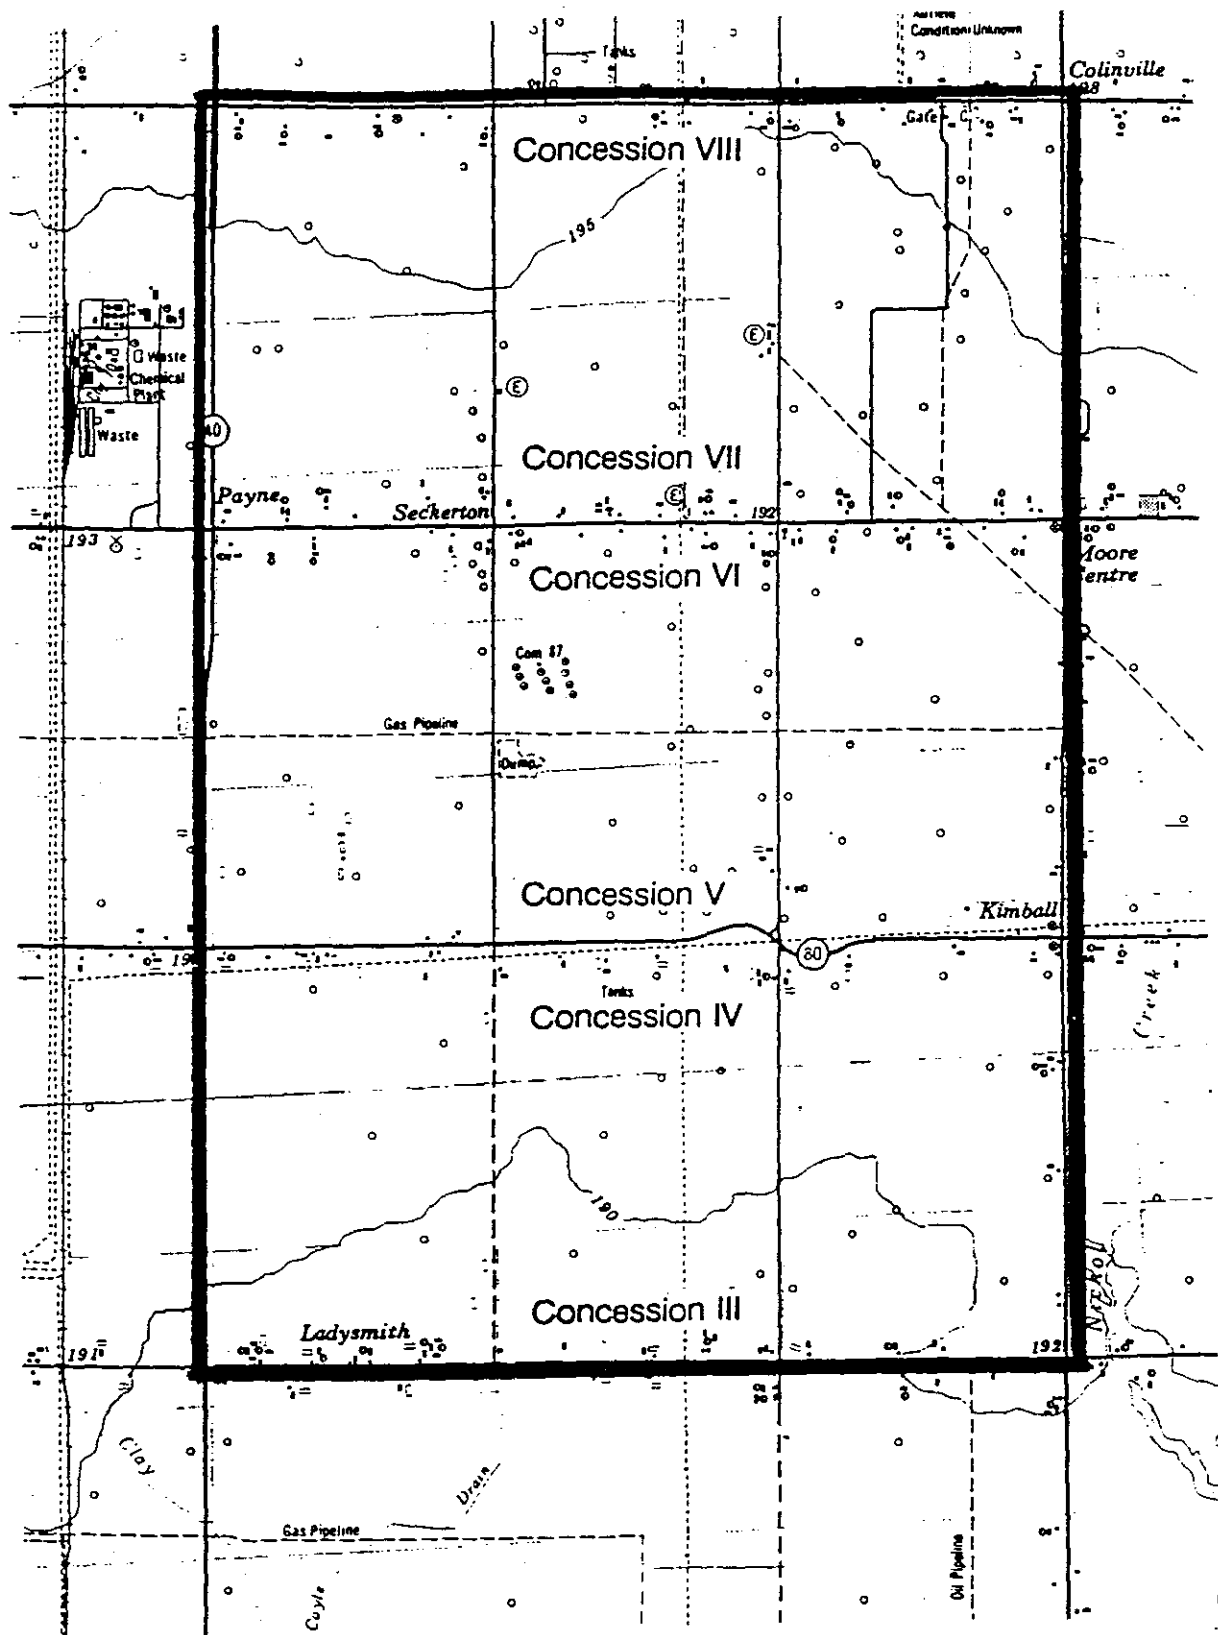 Condition Unknown
Tanks
Colinville
Gate
Concession VIII
195
Waste
Chemical
Plant
Waste
40
Concession VII
Payne
Seckerton
192
193
Moore
Centre
Concession VI
Com 87
Gas Pipeline
Dump
Concession V
Kimball
80
Tanks
Concession IV
Creek
190
Concession III
Ladysmith
191
192
Clay
Drain
Gas Pipeline
Oil Pipeline
Coyle